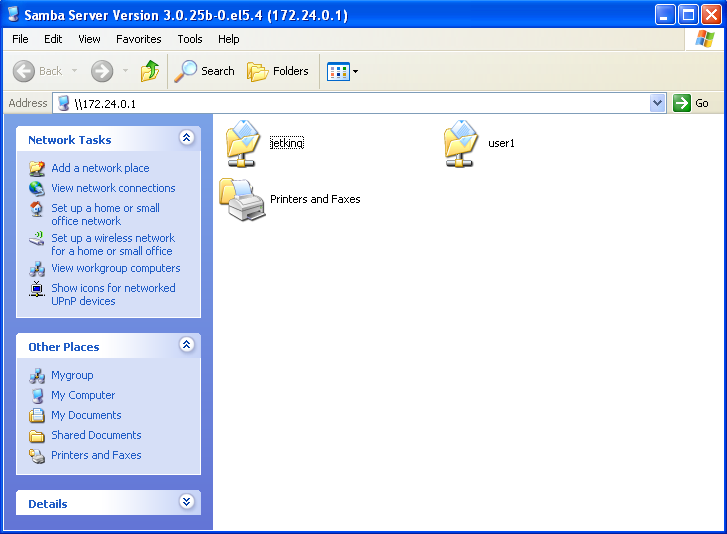 Samba Server Version 3.0.25b-0.el5.4 (172.24.0.1)
File Edit View Favorites Tools Help
Back Search Folders
Address \\172.24.0.1 Go
Network Tasks
Add a network place
View network connections
Set up a home or small
office network
Set up a wireless network
for a home or small office
View workgroup computers
Show icons for networked
UPnP devices
Other Places
Mygroup
My Computer
My Documents
Shared Documents
Printers and Faxes
Details
jetking user1
Printers and Faxes